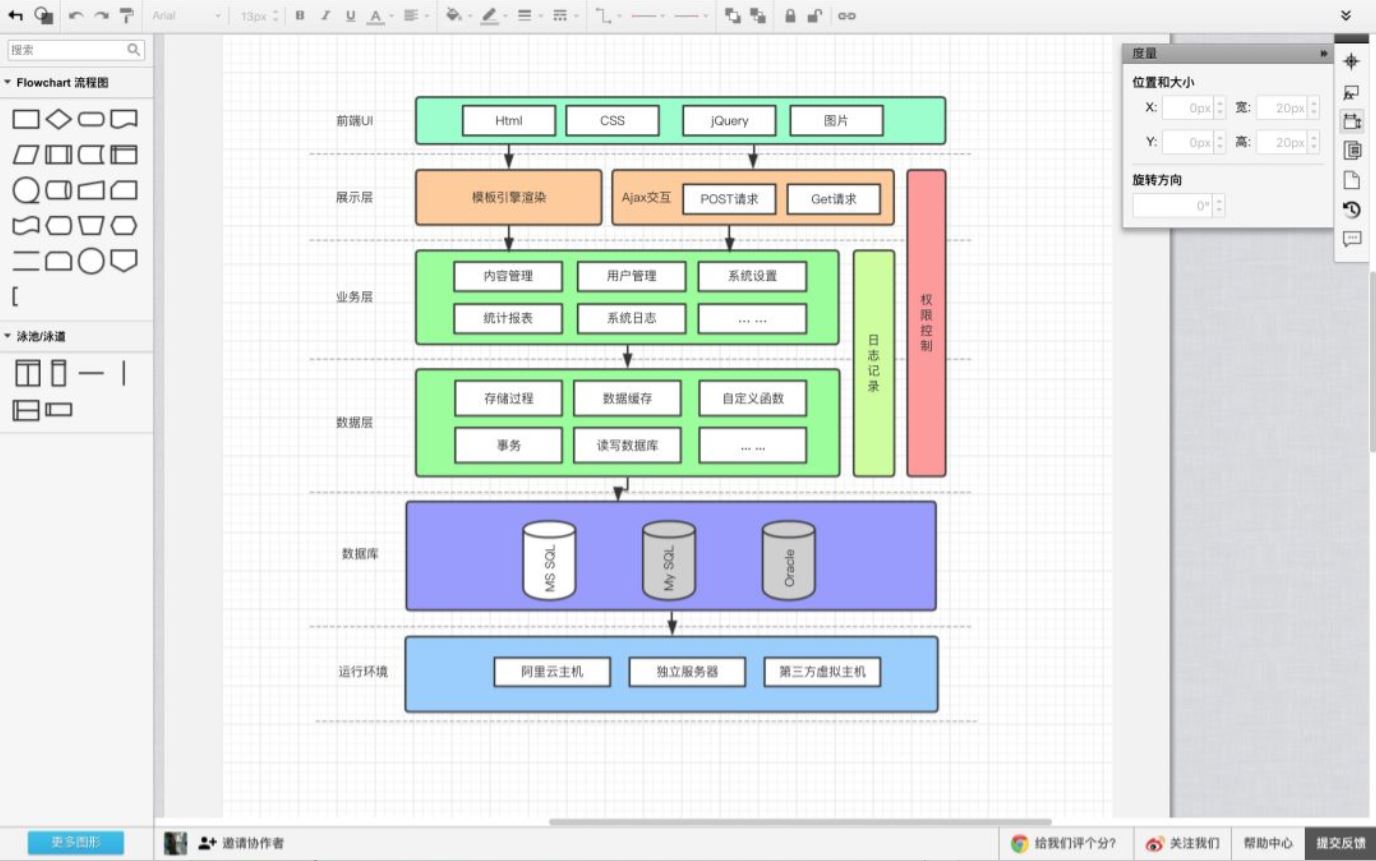 Arial
13px
B I U A
搜索
Flowchart 流程图
泳池/泳道
更多图形
前端UI
Html
CSS
jQuery
图片
展示层
模板引擎渲染
Ajax交互
POST请求
Get请求
业务层
内容管理
用户管理
系统设置
统计报表
系统日志
... ...
数据层
存储过程
数据缓存
自定义函数
事务
读写数据库
... ...
日志记录
权限控制
数据库
MS SQL
My SQL
Oracle
运行环境
阿里云主机
独立服务器
第三方虚拟主机
度量
位置和大小
X: 0px 宽: 20px
Y: 0px 高: 20px
旋转方向
0°
邀请协作者
给我们评个分?
关注我们
帮助中心
提交反馈